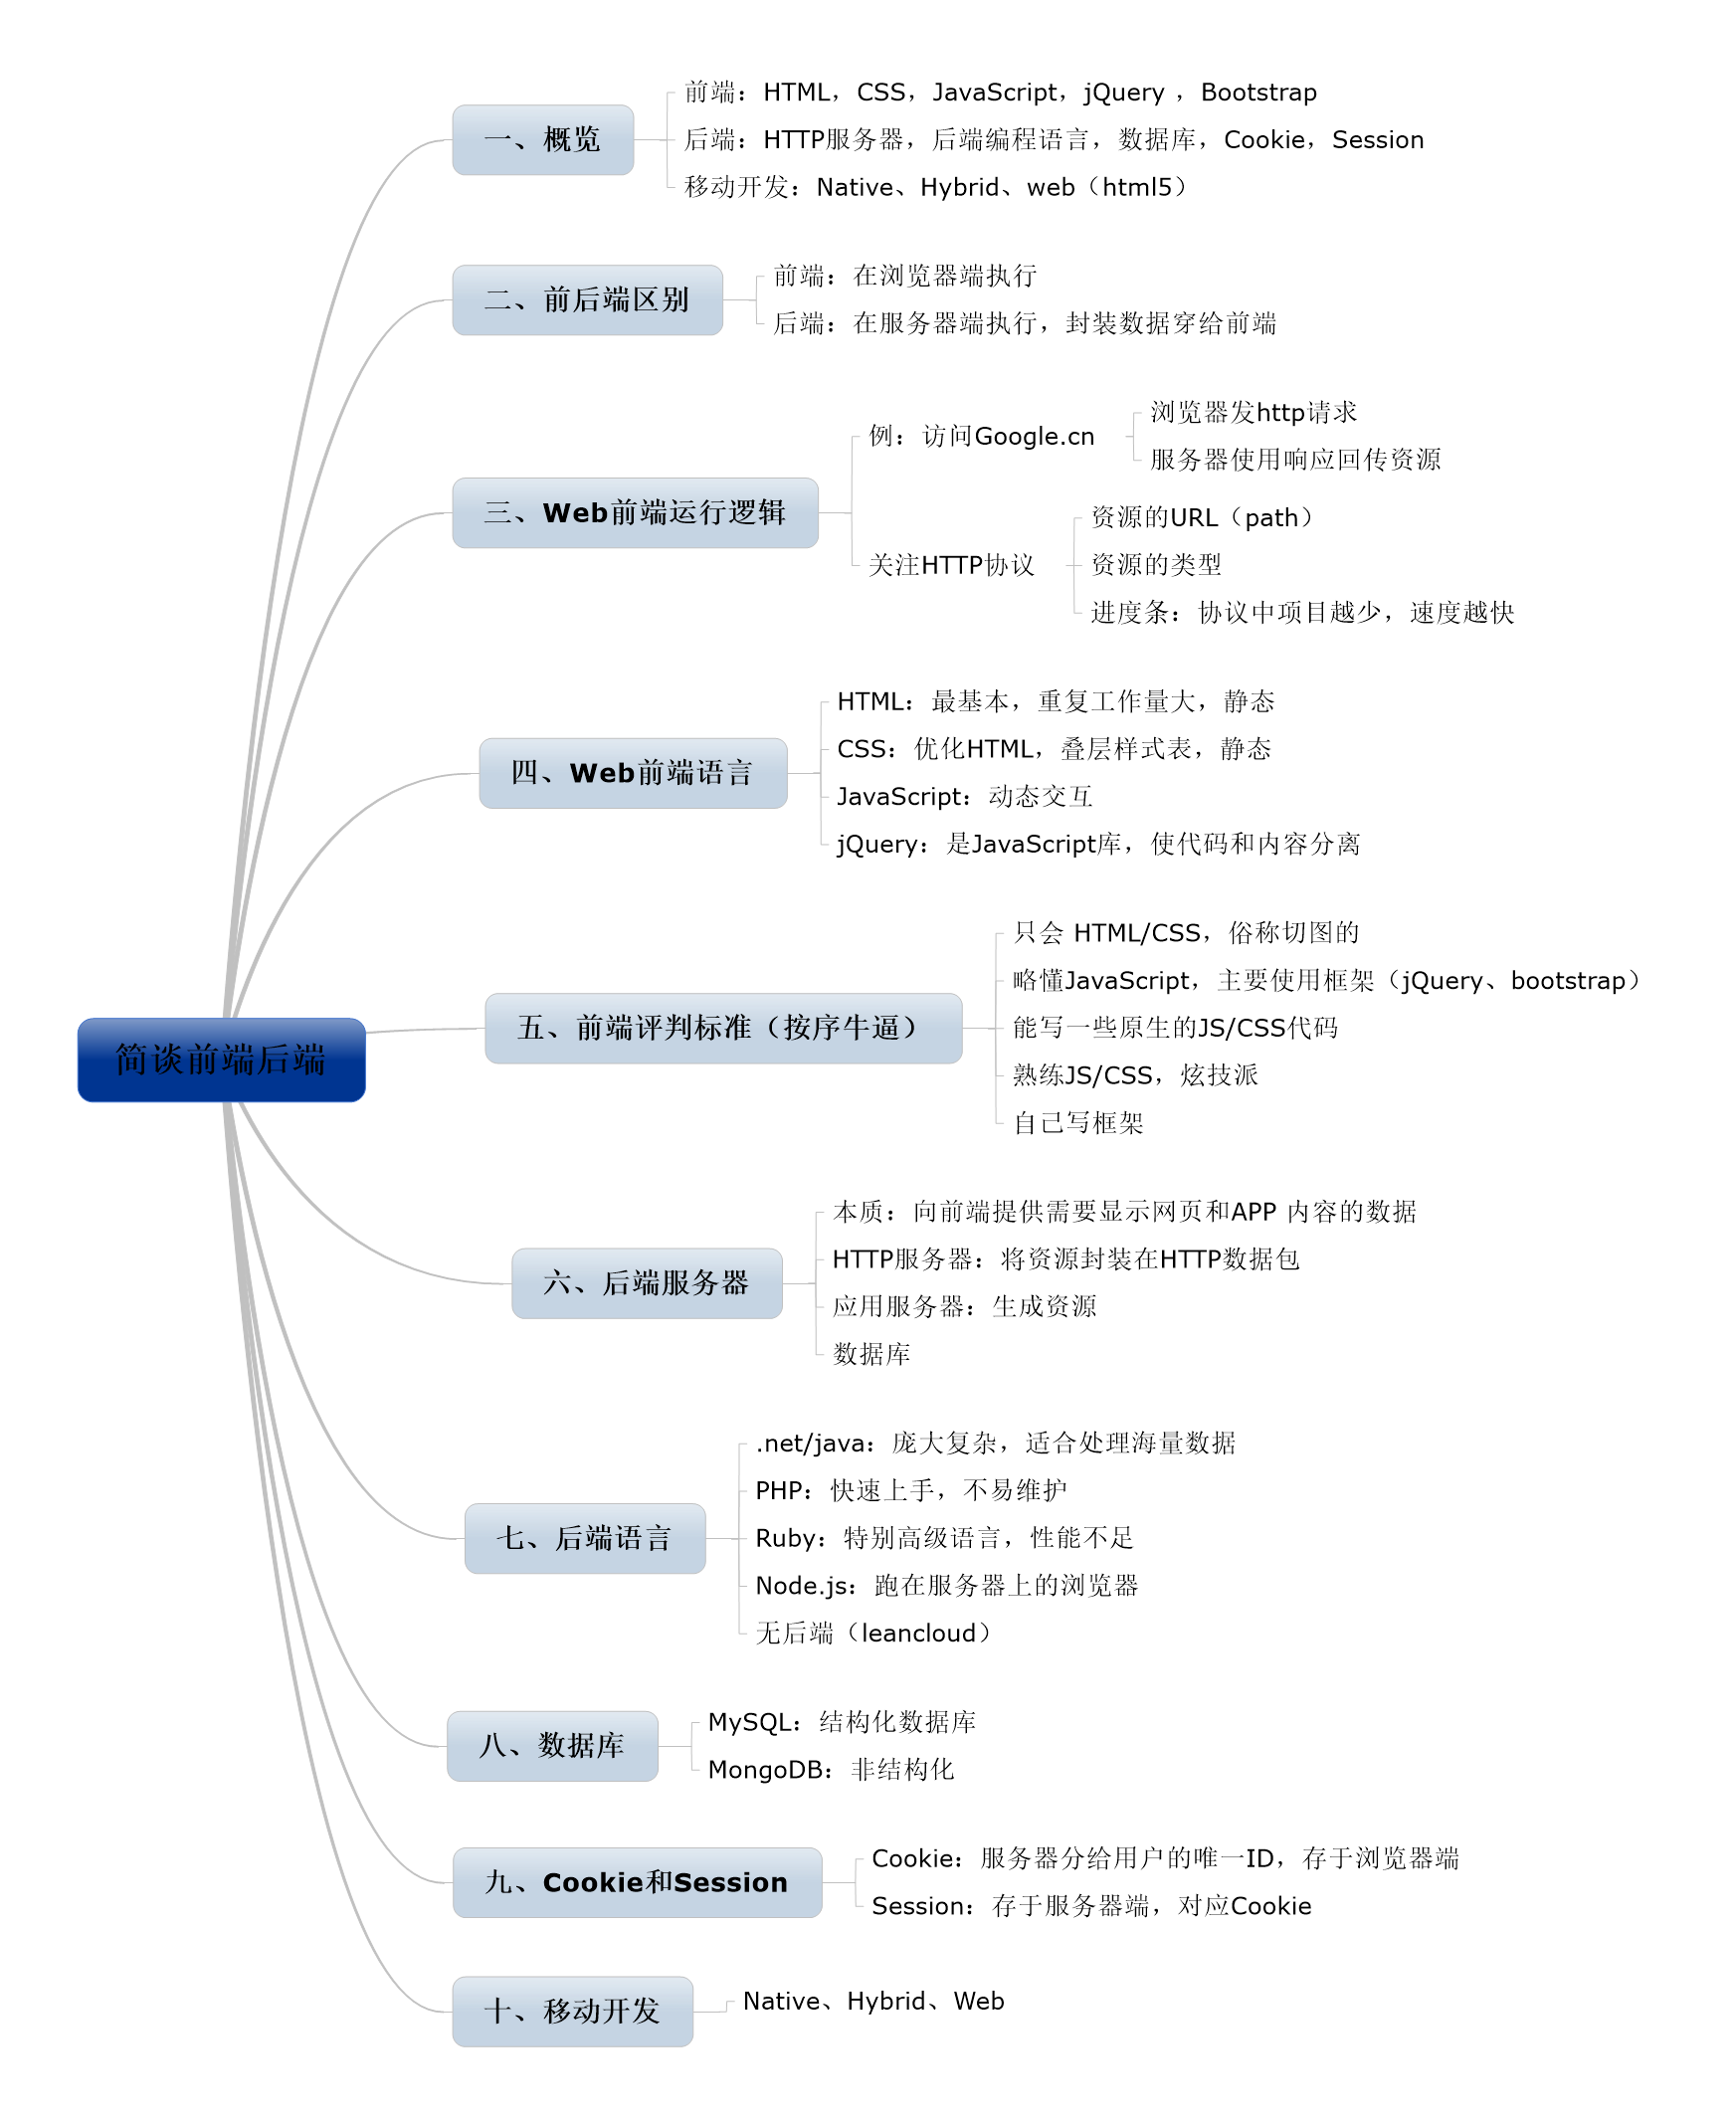 简谈前端后端
一、概览
前端：HTML，CSS，JavaScript，jQuery ，Bootstrap
后端：HTTP服务器，后端编程语言，数据库，Cookie，Session
移动开发：Native、Hybrid、web（html5）
二、前后端区别
前端：在浏览器端执行
后端：在服务器端执行，封装数据穿给前端
三、Web前端运行逻辑
例：访问Google.cn
浏览器发http请求
服务器使用响应回传资源
关注HTTP协议
资源的URL（path）
资源的类型
进度条：协议中项目越少，速度越快
四、Web前端语言
HTML：最基本，重复工作量大，静态
CSS：优化HTML，叠层样式表，静态
JavaScript：动态交互
jQuery：是JavaScript库，使代码和内容分离
五、前端评判标准（按序牛逼）
只会 HTML/CSS，俗称切图的
略懂JavaScript，主要使用框架（jQuery、bootstrap）
能写一些原生的JS/CSS代码
熟练JS/CSS，炫技派
自己写框架
六、后端服务器
本质：向前端提供需要显示网页和APP 内容的数据
HTTP服务器：将资源封装在HTTP数据包
应用服务器：生成资源
数据库
七、后端语言
.net/java：庞大复杂，适合处理海量数据
PHP：快速上手，不易维护
Ruby：特别高级语言，性能不足
Node.js：跑在服务器上的浏览器
无后端（leancloud）
八、数据库
MySQL：结构化数据库
MongoDB：非结构化
九、Cookie和Session
Cookie：服务器分给用户的唯一ID，存于浏览器端
Session：存于服务器端，对应Cookie
十、移动开发
Native、Hybrid、Web